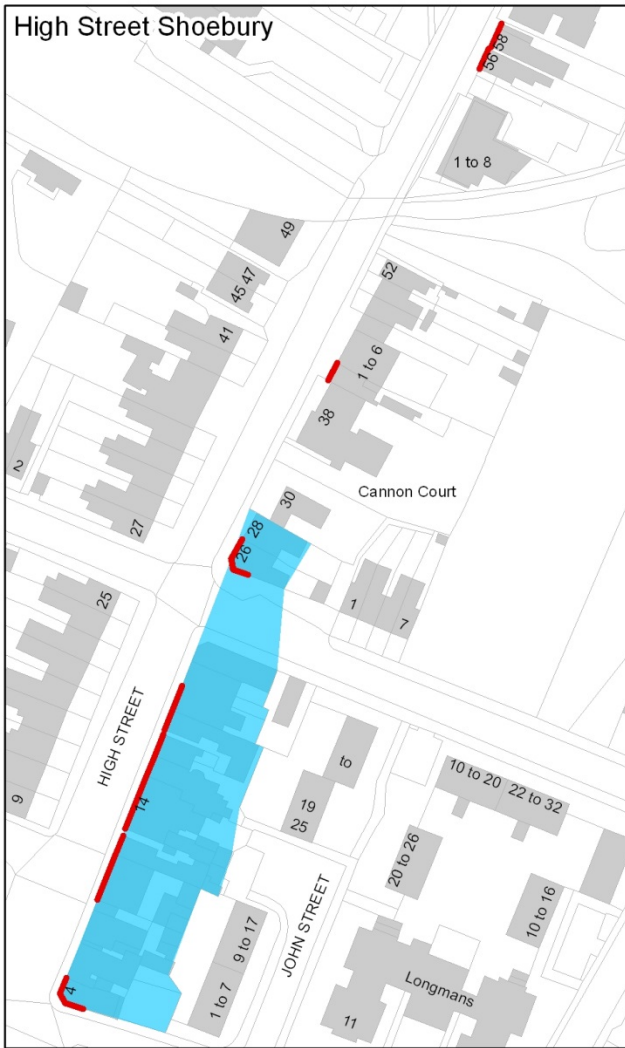 High Street Shoebury
56 58
1 to 8
49
52
45 47
41
1 to 6
38
2
Cannon Court
30
27
28
26
25
1
7
HIGH STREET
to
10 to 20
22 to 32
14
19
9
25
20 to 26
10 to 16
JOHN STREET
9 to 17
4
1 to 7
Longmans
11